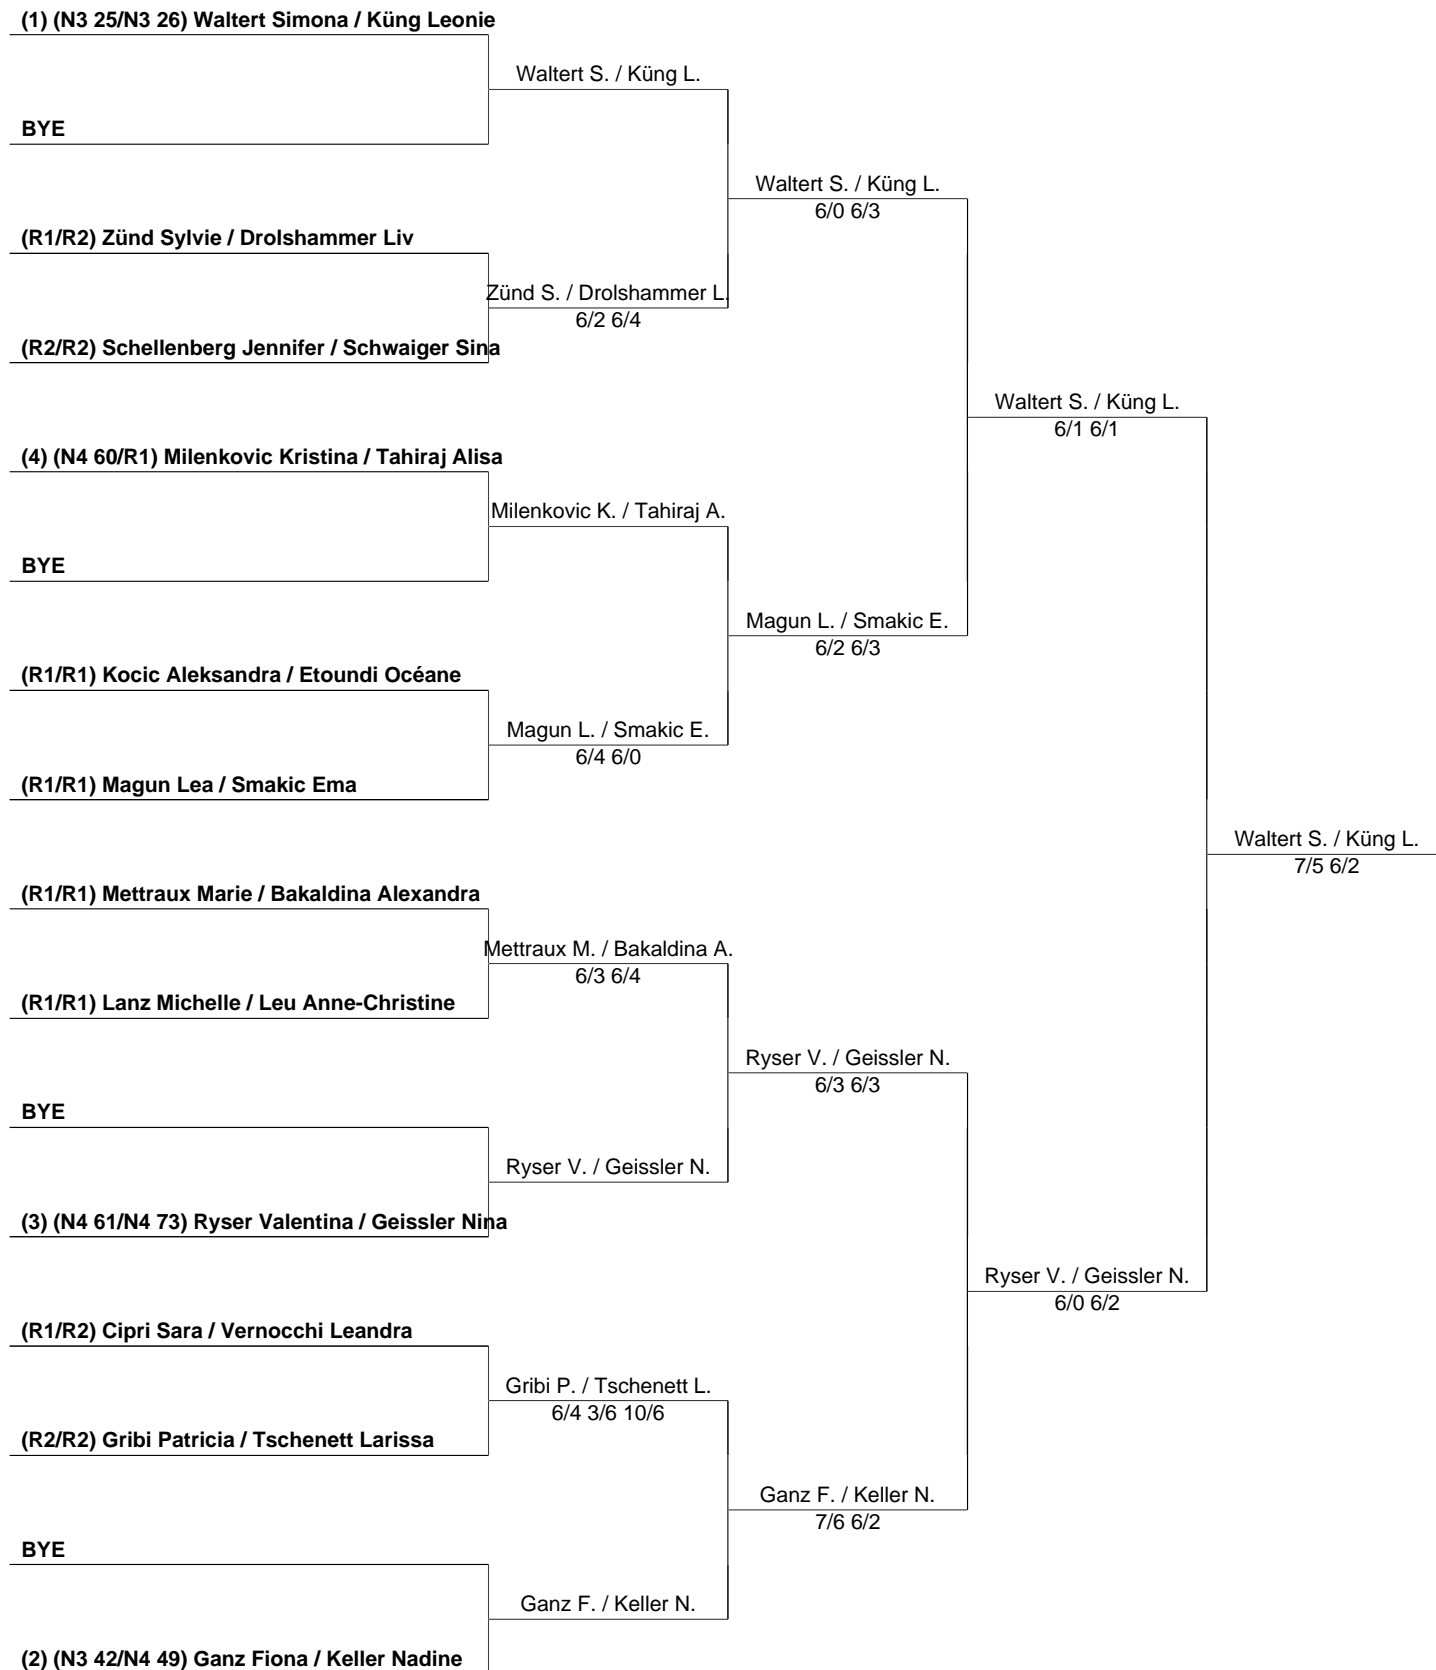 (1) (N3 25/N3 26) Waltert Simona / Küng Leonie
Waltert S. / Küng L.
BYE
Waltert S. / Küng L.
6/0 6/3
(R1/R2) Zünd Sylvie / Drolshammer Liv
Zünd S. / Drolshammer L.
6/2 6/4
(R2/R2) Schellenberg Jennifer / Schwaiger Sina
Waltert S. / Küng L.
6/1 6/1
(4) (N4 60/R1) Milenkovic Kristina / Tahiraj Alisa
Milenkovic K. / Tahiraj A.
BYE
Magun L. / Smakic E.
6/2 6/3
(R1/R1) Kocic Aleksandra / Etoundi Océane
Magun L. / Smakic E.
6/4 6/0
(R1/R1) Magun Lea / Smakic Ema
Waltert S. / Küng L.
7/5 6/2
(R1/R1) Mettraux Marie / Bakaldina Alexandra
Mettraux M. / Bakaldina A.
6/3 6/4
(R1/R1) Lanz Michelle / Leu Anne-Christine
Ryser V. / Geissler N.
6/3 6/3
BYE
Ryser V. / Geissler N.
(3) (N4 61/N4 73) Ryser Valentina / Geissler Nina
Ryser V. / Geissler N.
6/0 6/2
(R1/R2) Cipri Sara / Vernocchi Leandra
Gribi P. / Tschenett L.
6/4 3/6 10/6
(R2/R2) Gribi Patricia / Tschenett Larissa
Ganz F. / Keller N.
7/6 6/2
BYE
Ganz F. / Keller N.
(2) (N3 42/N4 49) Ganz Fiona / Keller Nadine